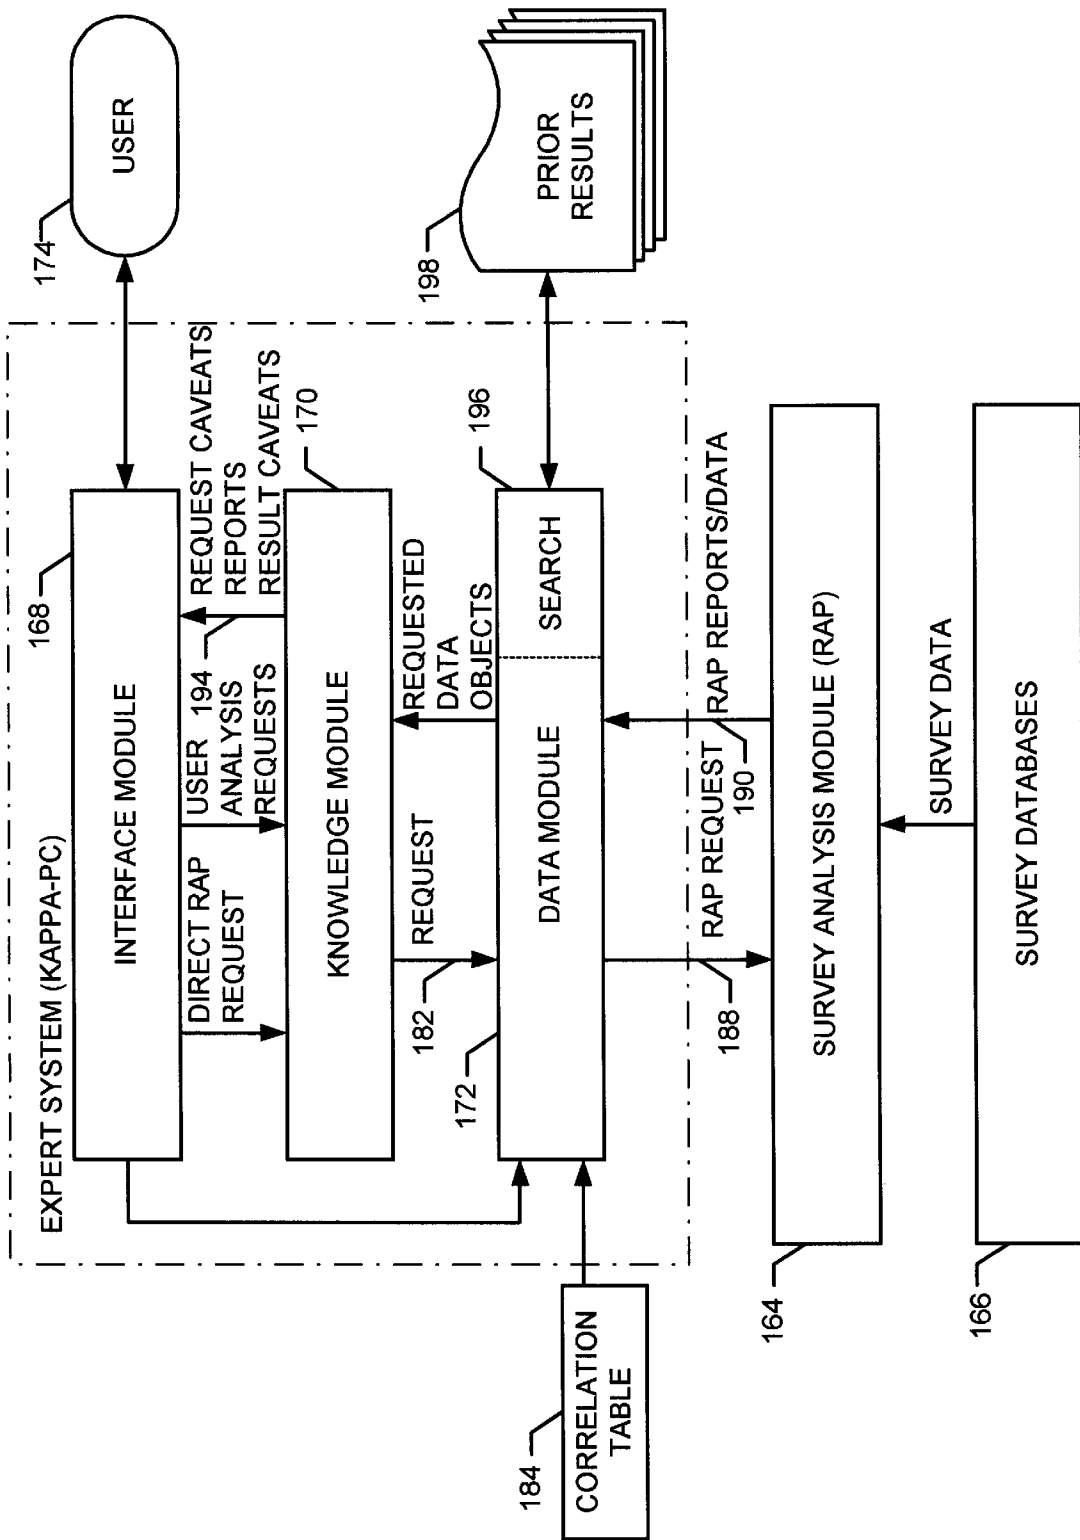 EXPERT SYSTEM (KAPPA-PC)
168
INTERFACE MODULE
174
USER
DIRECT RAP
REQUEST
USER
ANALYSIS
REQUESTS
194
REQUEST CAVEATS
REPORTS
RESULT CAVEATS
KNOWLEDGE MODULE
170
182
REQUEST
REQUESTED
DATA
OBJECTS
172
DATA MODULE
SEARCH
196
198
PRIOR
RESULTS
184
CORRELATION
TABLE
188
RAP REQUEST
190
RAP REPORTS/DATA
164
SURVEY ANALYSIS MODULE (RAP)
SURVEY DATA
166
SURVEY DATABASES